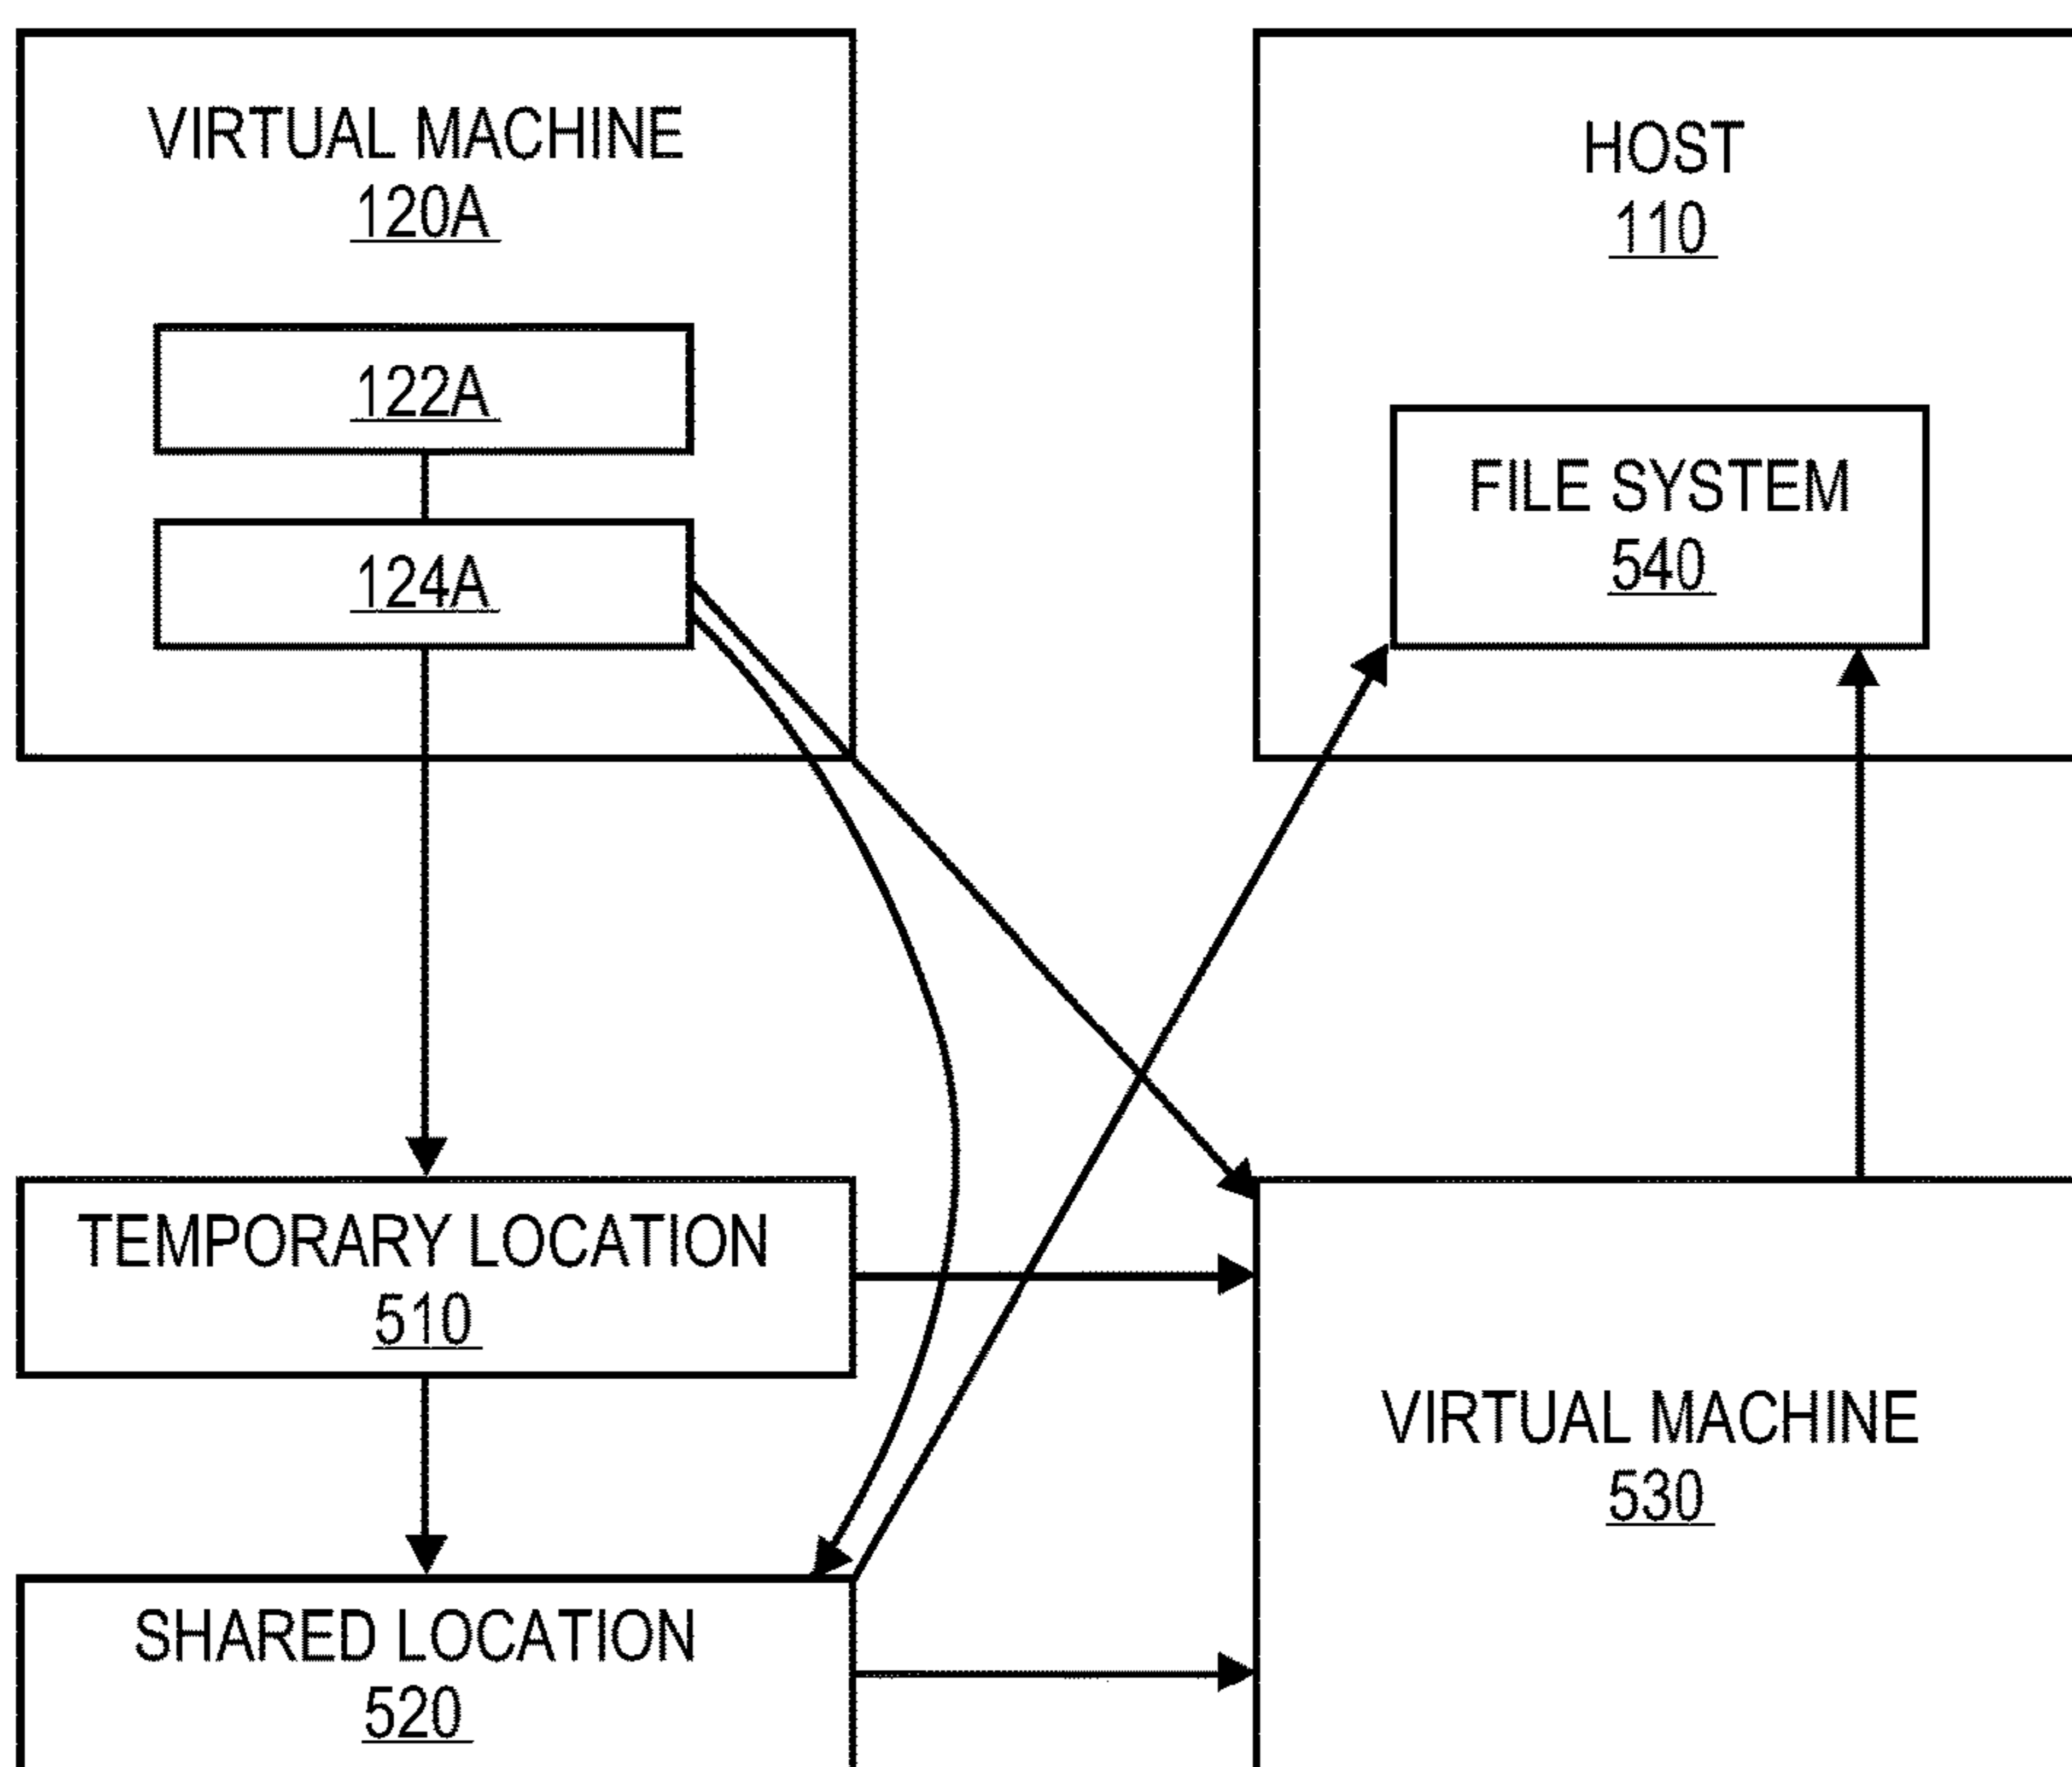 VIRTUAL MACHINE
120A
122A
124A
HOST
110
FILE SYSTEM
540
TEMPORARY LOCATION
510
SHARED LOCATION
520
VIRTUAL MACHINE
530